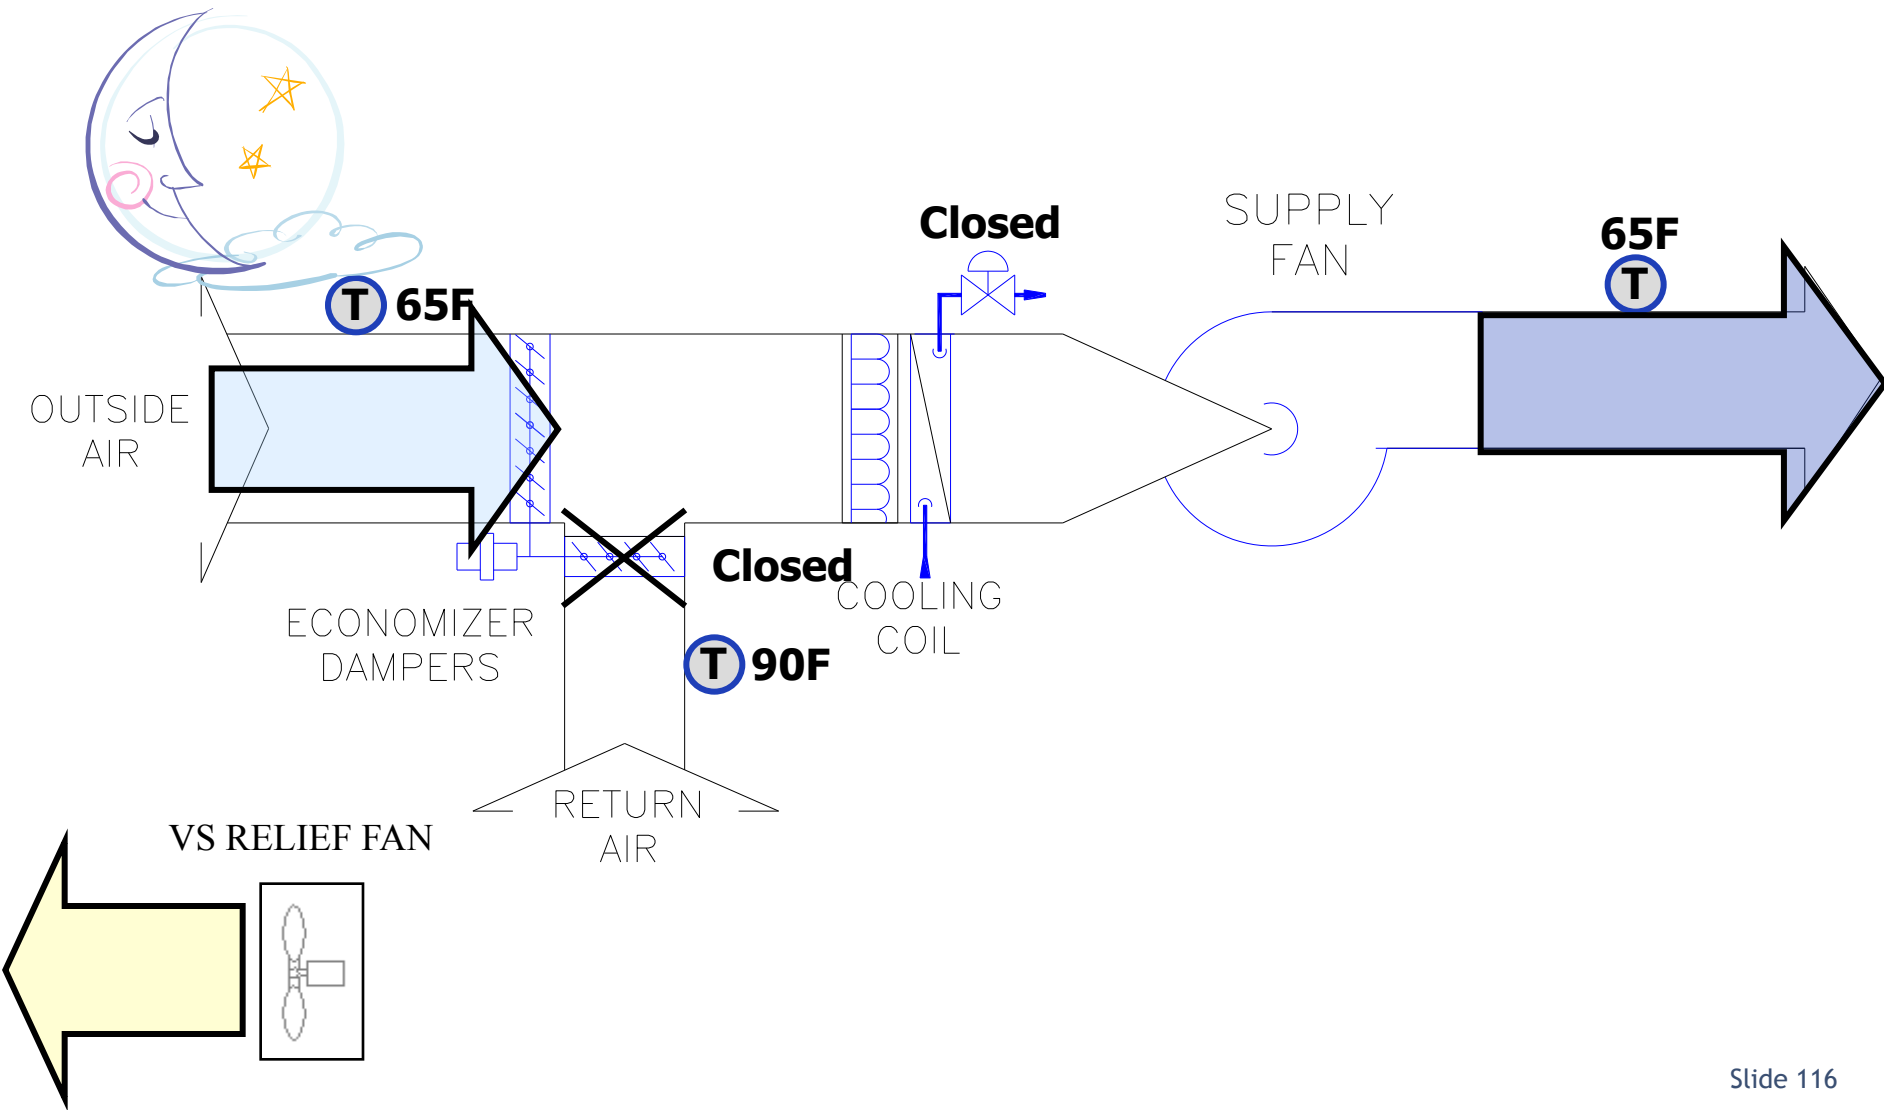 Closed
SUPPLY
FAN
65F
T
T 65F
OUTSIDE
AIR
Closed
COOLING
COIL
ECONOMIZER
DAMPERS
T 90F
RETURN
AIR
VS RELIEF FAN
Slide 116